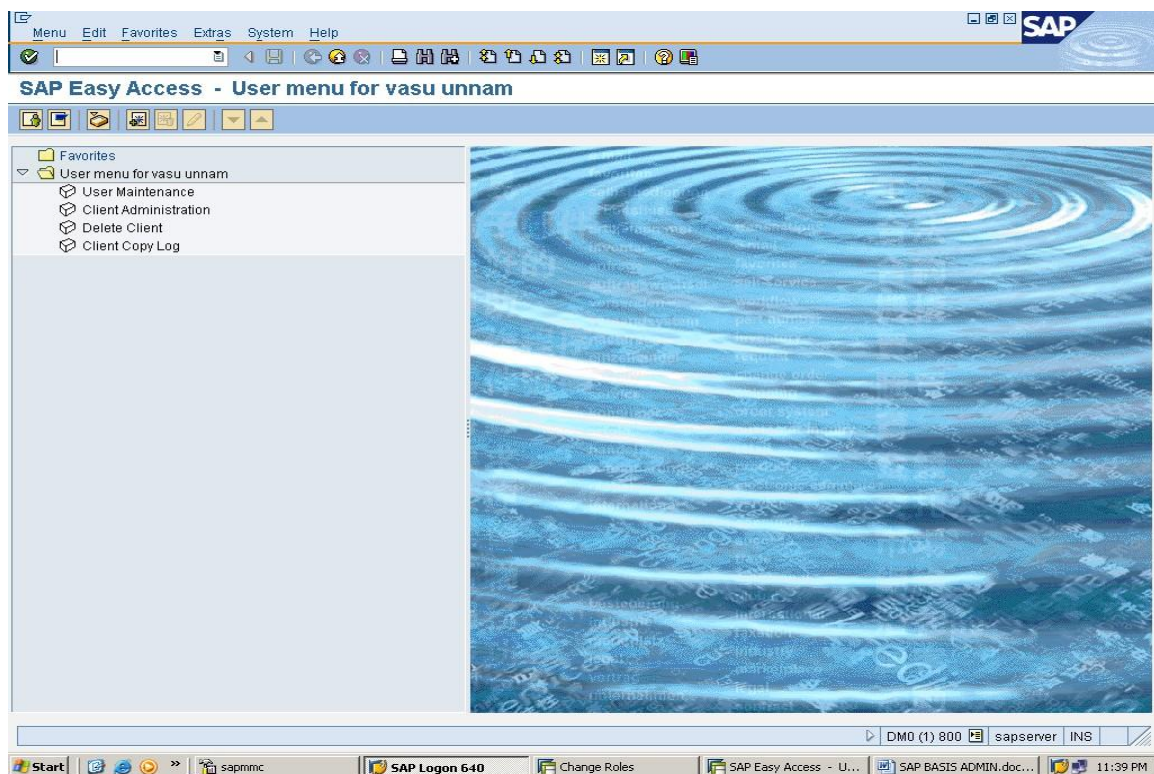 Menu Edit Favorites Extras System Help
SAP
SAP Easy Access - User menu for vasu unnam
Favorites
User menu for vasu unnam
User Maintenance
Client Administration
Delete Client
Client Copy Log
DM0 (1) 800 sapserver INS
Start » sapmmc SAP Logon 640 Change Roles SAP Easy Access - U... SAP BASIS ADMIN.doc... 11:39 PM